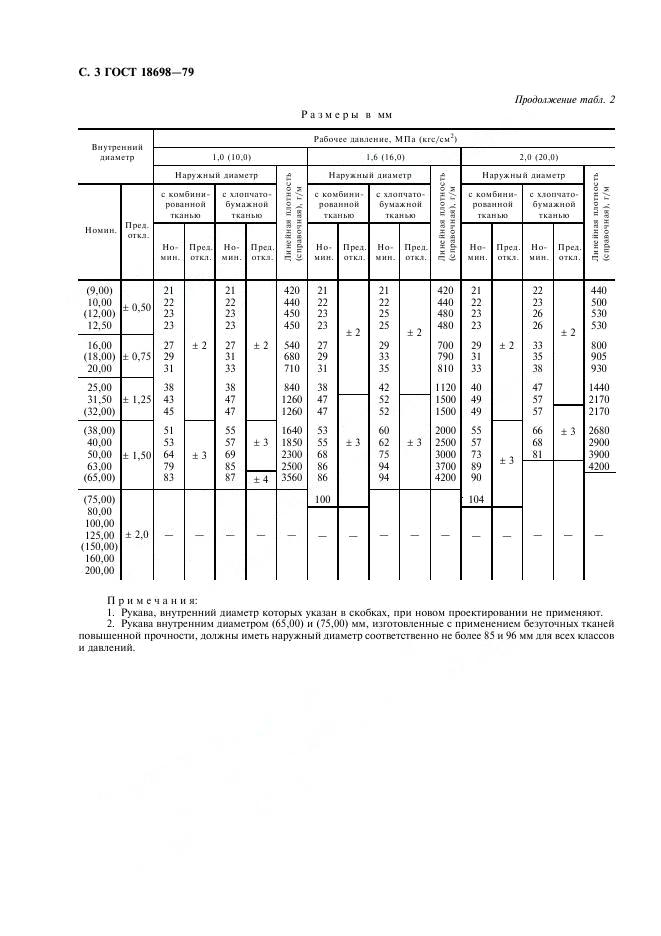 С. 3 ГОСТ 18698—79
Продолжение табл. 2
Размеры в мм
Внутренний диаметр
Рабочее давление, МПа (кгс/см²)
1,0 (10,0) 1,6 (16,0) 2,0 (20,0)
Наружный диаметр Линейная плотность (справочная), г/м Наружный диаметр Линейная плотность (справочная), г/м Наружный диаметр Линейная плотность (справочная), г/м
с комбинированной тканью с хлопчатобумажной тканью с комбинированной тканью с хлопчатобумажной тканью с комбинированной тканью с хлопчатобумажной тканью
Номин. Пред. откл. Номин. Пред. откл. Номин. Пред. откл. Номин. Пред. откл. Номин. Пред. откл. Номин. Пред. откл. Номин. Пред. откл.
(9,00) 21 21 420 21 21 420 21 22 440
10,00 ± 0,50 22 22 440 22 22 440 22 23 500
(12,00) 23 23 450 23 25 480 23 26 530
12,50 23 23 450 23 25 480 23 26 530
± 2 ± 2 ± 2
16,00 27 ± 2 27 ± 2 540 27 29 700 29 ± 2 33 800
(18,00) ± 0,75 29 31 680 29 33 790 31 35 905
20,00 31 33 710 31 35 810 33 38 930
25,00 38 38 840 38 42 1120 40 47 1440
31,50 ± 1,25 43 47 1260 47 52 1500 49 57 2170
(32,00) 45 47 1260 47 52 1500 49 57 2170
(38,00) 51 55 1640 53 60 2000 55 66 ± 3 2680
40,00 53 57 ± 3 1850 55 ± 3 62 ± 3 2500 57 68 2900
50,00 ± 1,50 64 ± 3 69 2300 68 75 3000 73 ± 3 81 3900
63,00 79 85 2500 86 94 3700 89 4200
(65,00) 83 87 ± 4 3560 86 94 4200 90
(75,00) 100 104
80,00
100,00
125,00 ± 2,0 — — — — — — — — — — — — — — —
(150,00)
160,00
200,00
Примечания:
1. Рукава, внутренний диаметр которых указан в скобках, при новом проектировании не применяют.
2. Рукава внутренним диаметром (65,00) и (75,00) мм, изготовленные с применением безуточных тканей
повышенной прочности, должны иметь наружный диаметр соответственно не более 85 и 96 мм для всех классов
и давлений.